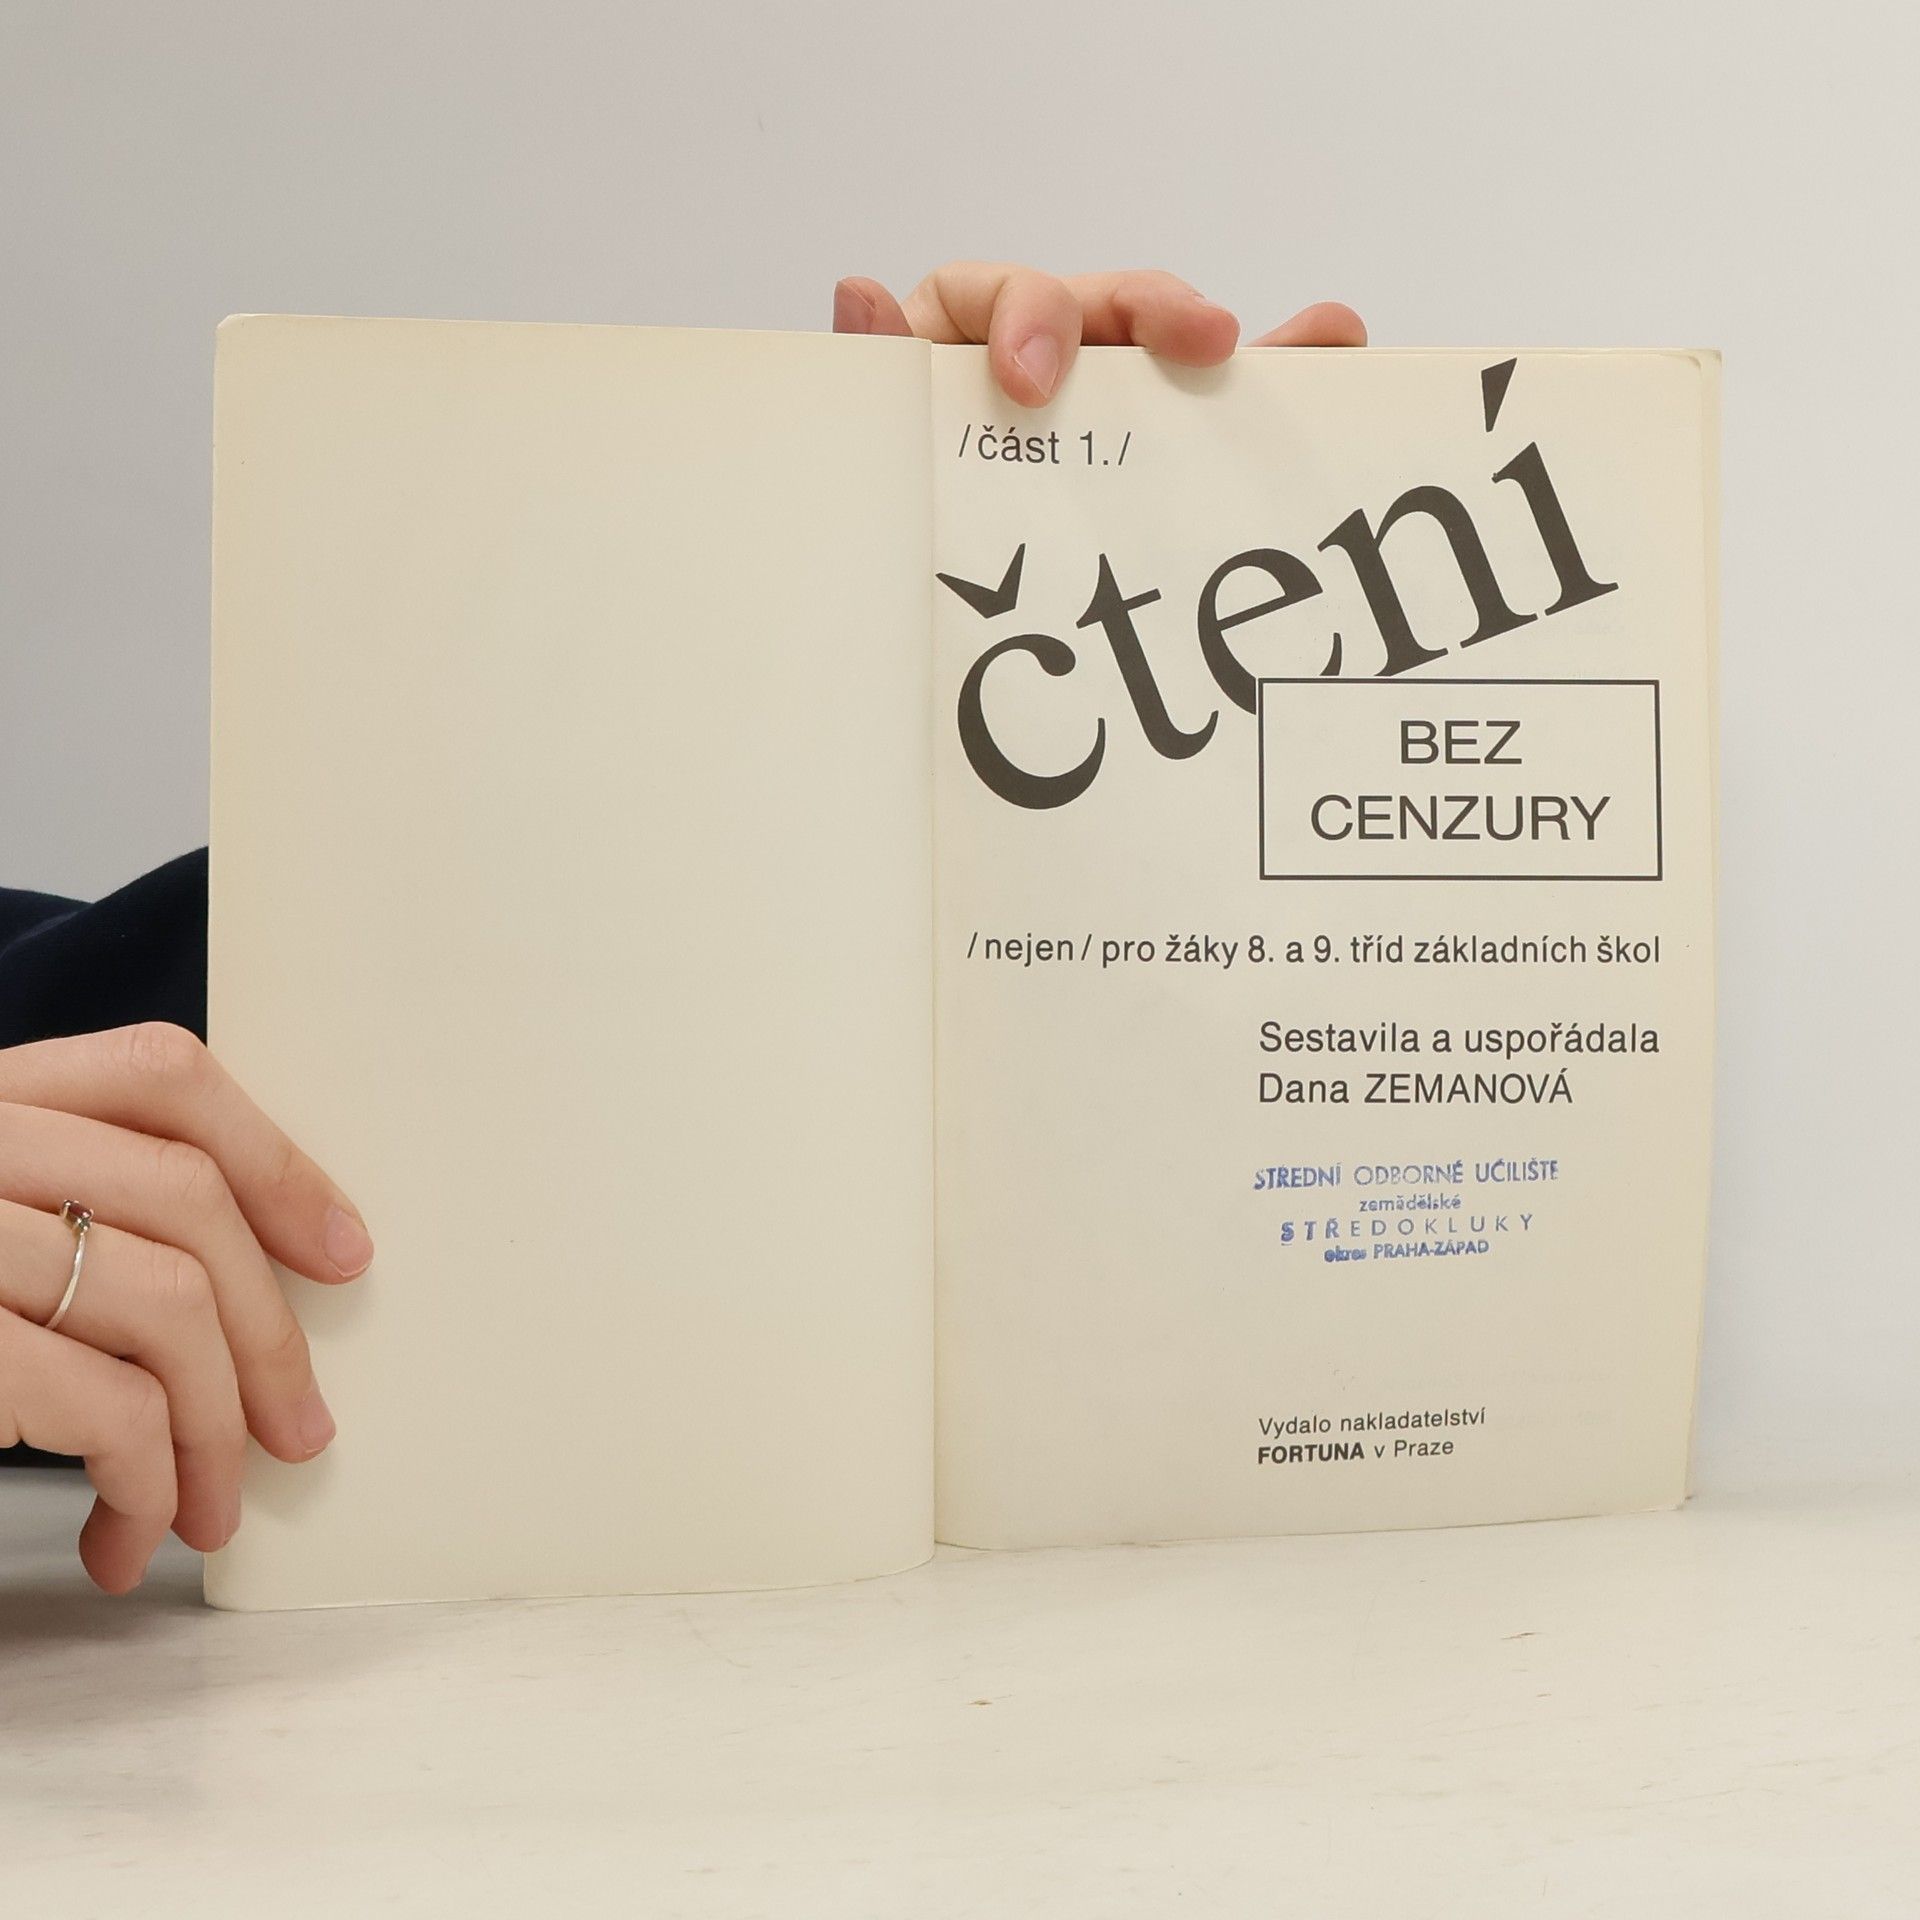 /část 1./
čtení
BEZ
CENZURY
/nejen/ pro žáky 8. a 9. tříd základních škol
Sestavila a uspořádala
Dana ZEMANOVÁ
STŘEDNÍ ODBORNÉ UČILIŠTE
zemědělské
STŘEDOKLUKY
okres PRAHA-ZÁPAD
Vydalo nakladatelství
FORTUNA v Praze